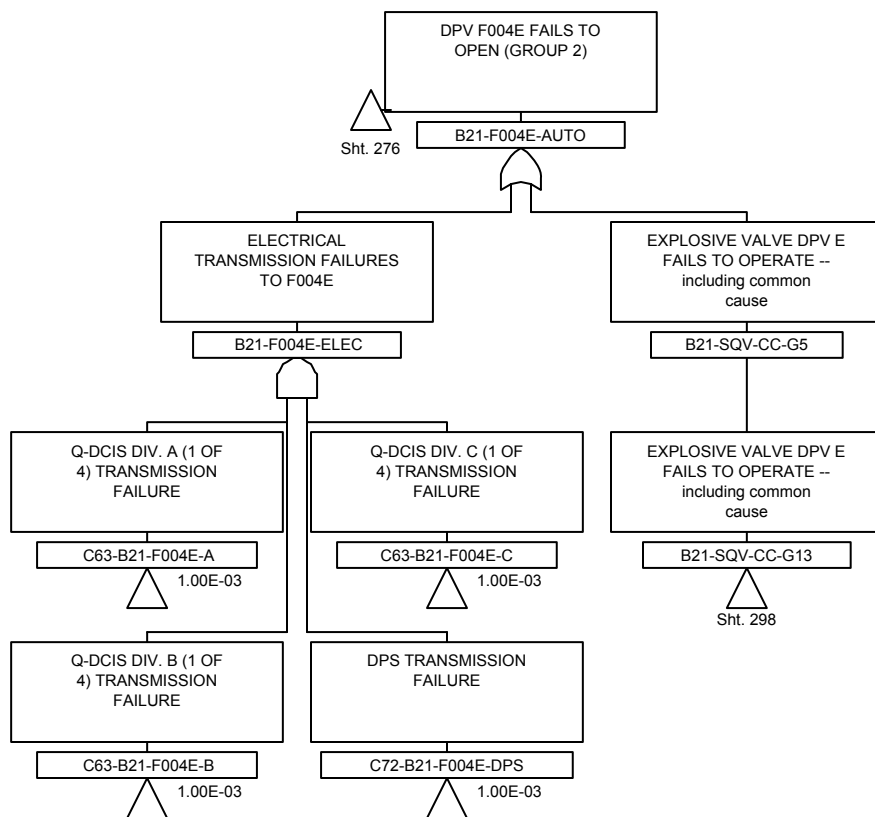 DPV F004E FAILS TO
OPEN (GROUP 2)
Sht. 276
B21-F004E-AUTO
ELECTRICAL
TRANSMISSION FAILURES
TO F004E
B21-F004E-ELEC
EXPLOSIVE VALVE DPV E
FAILS TO OPERATE --
including common
cause
B21-SQV-CC-G5
Q-DCIS DIV. A (1 OF
4) TRANSMISSION
FAILURE
C63-B21-F004E-A
1.00E-03
Q-DCIS DIV. C (1 OF
4) TRANSMISSION
FAILURE
C63-B21-F004E-C
1.00E-03
EXPLOSIVE VALVE DPV E
FAILS TO OPERATE --
including common
cause
B21-SQV-CC-G13
Sht. 298
Q-DCIS DIV. B (1 OF
4) TRANSMISSION
FAILURE
C63-B21-F004E-B
1.00E-03
DPS TRANSMISSION
FAILURE
C72-B21-F004E-DPS
1.00E-03